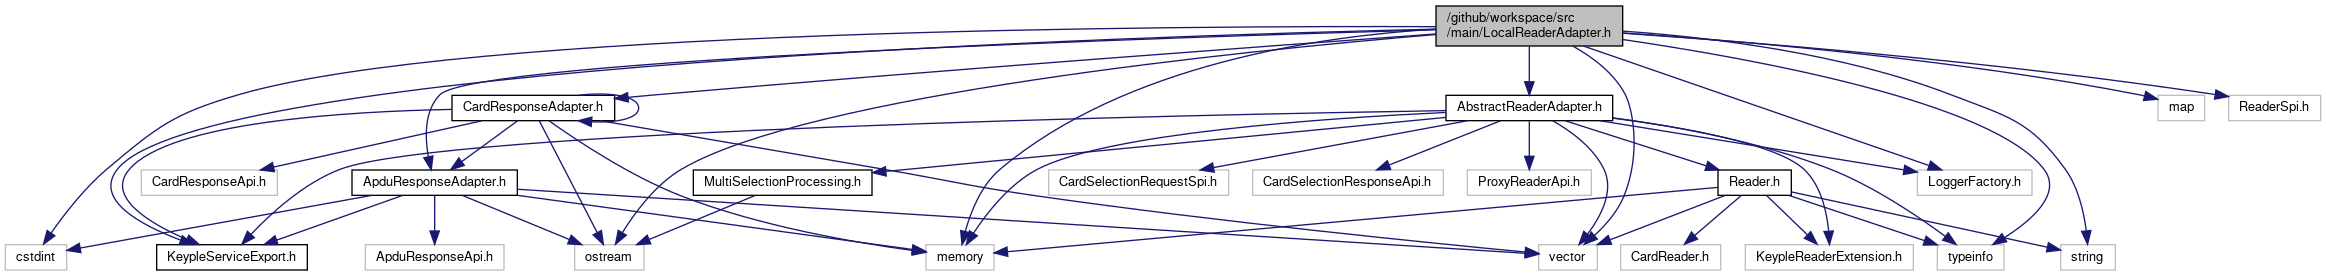 /github/workspace/src
/main/LocalReaderAdapter.h
CardResponseAdapter.h
AbstractReaderAdapter.h
map
ReaderSpi.h
CardResponseApi.h
ApduResponseAdapter.h
MultiSelectionProcessing.h
CardSelectionRequestSpi.h
CardSelectionResponseApi.h
ProxyReaderApi.h
Reader.h
LoggerFactory.h
cstdint
KeypleServiceExport.h
ApduResponseApi.h
ostream
memory
vector
CardReader.h
KeypleReaderExtension.h
typeinfo
string